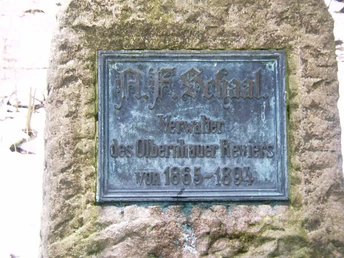 A. F. Schaal
Verwalter
des Olbernhauer Reviers
von 1865-1894